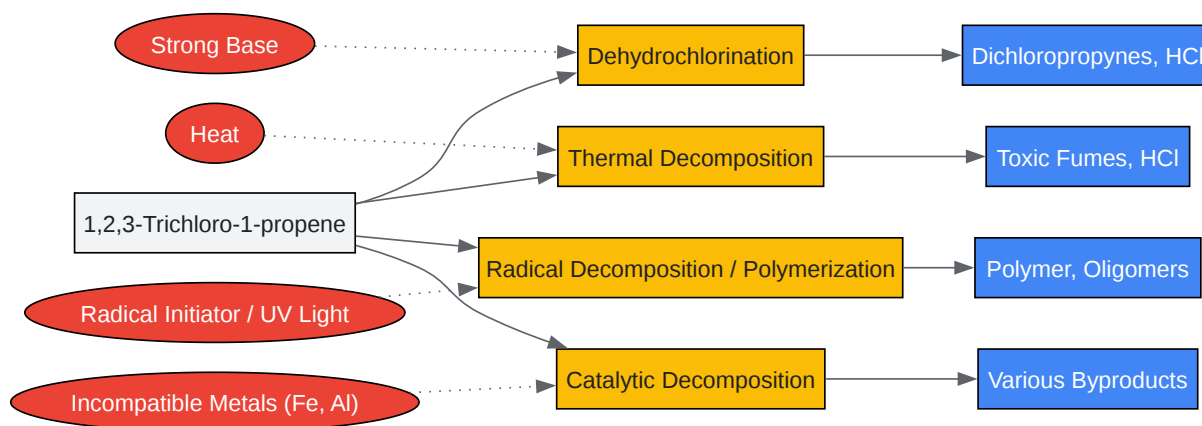 Strong Base
Dehydrochlorination
Dichloropropynes, HCl
Heat
Thermal Decomposition
Toxic Fumes, HCl
1,2,3-Trichloro-1-propene
Radical Decomposition / Polymerization
Polymer, Oligomers
Radical Initiator / UV Light
Catalytic Decomposition
Various Byproducts
Incompatible Metals (Fe, Al)